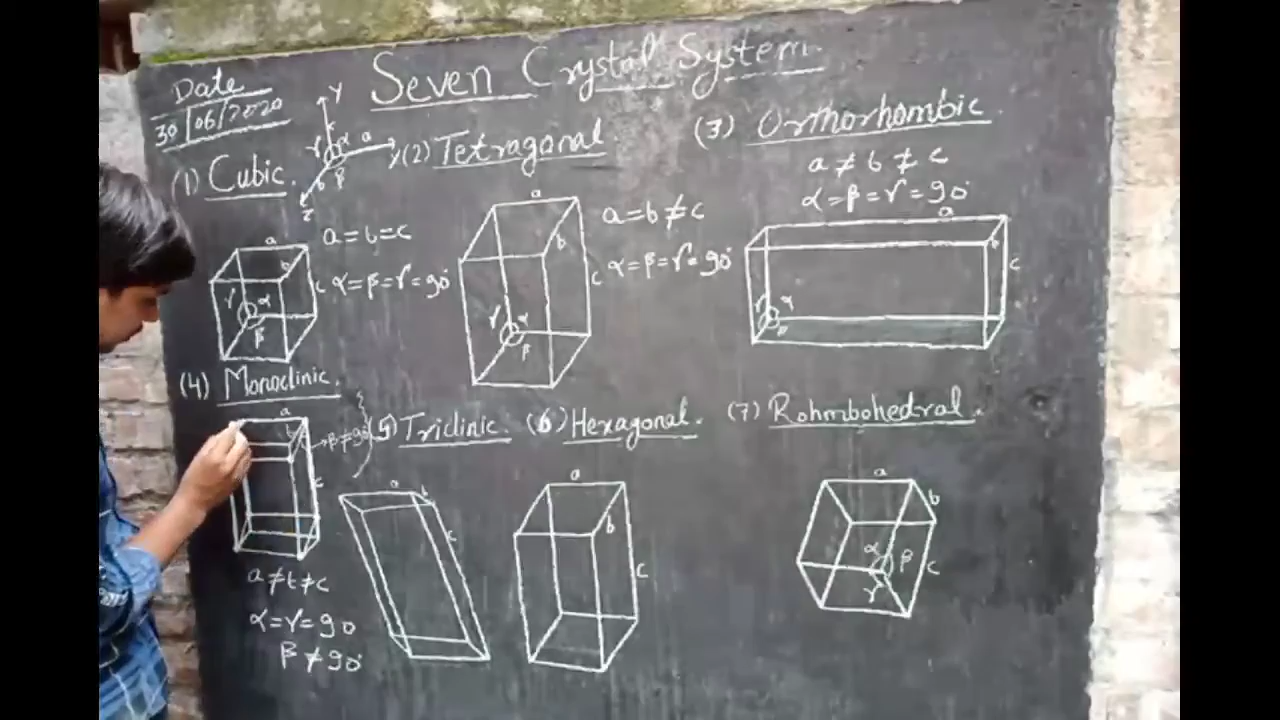 Seven Crystal System.
Date
30/06/2020
Y
γ α a
X
b β
Z
(1) Cubic.
a = b = c
α = β = γ = 90°
a
b
c
γ α
β
(2) Tetragonal.
a = b ≠ c
α = β = γ = 90°
a
b
c
γ α
β
(3) Orthorhombic.
a ≠ b ≠ c
α = β = γ = 90°
a
b
c
γ α
(4) Monoclinic.
a
b
→ β ≠ 90°
c
a ≠ b ≠ c
α = γ = 90
β ≠ 90°
(5) Triclinic.
a b
c
(6) Hexagonal.
a
b
c
(7) Rohmbohedral.
a
b
α β c
γ